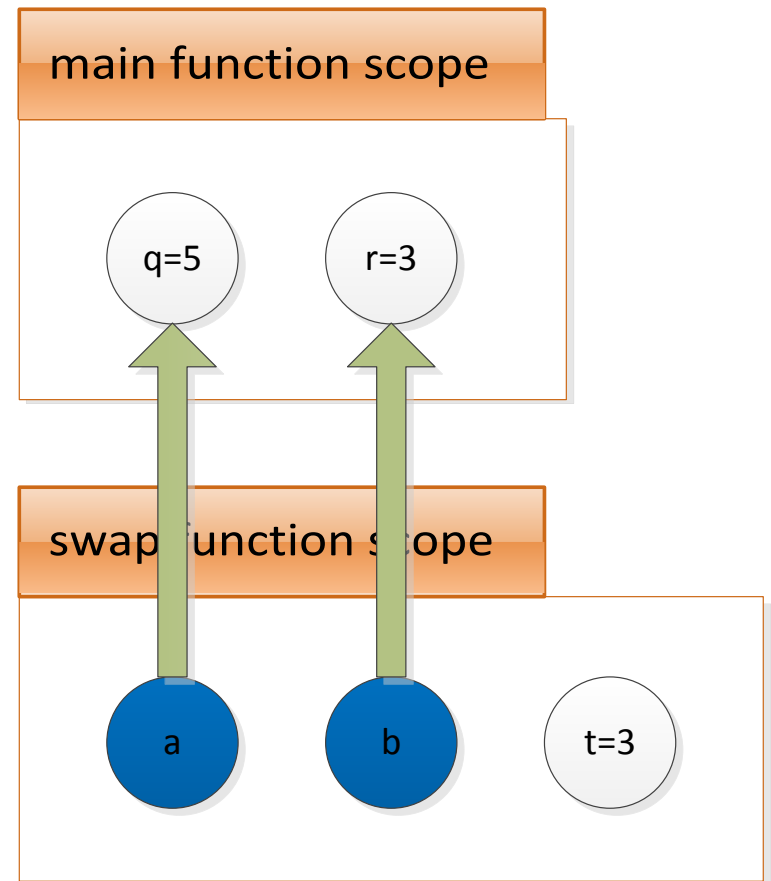 main function scope
q=5 r=3
swap function scope
a b t=3